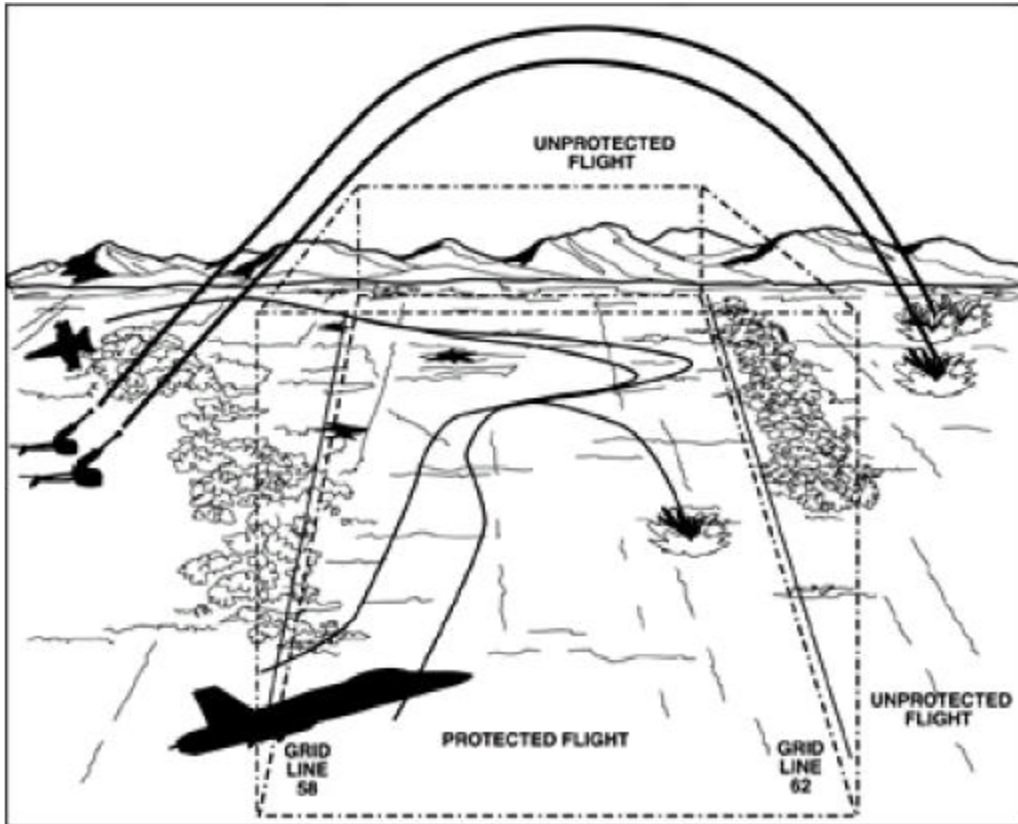 UNPROTECTED
FLIGHT
UNPROTECTED
FLIGHT
PROTECTED FLIGHT
GRID
LINE
58
GRID
LINE
62